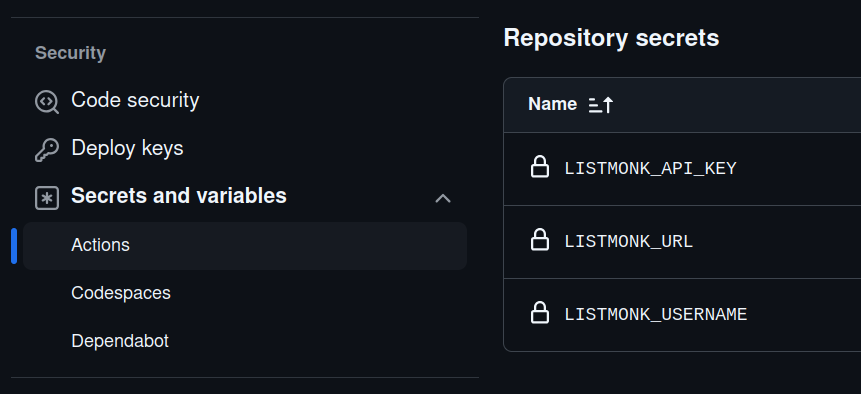 Security
Code security
Deploy keys
Secrets and variables
Actions
Codespaces
Dependabot
Repository secrets
Name
LISTMONK_API_KEY
LISTMONK_URL
LISTMONK_USERNAME